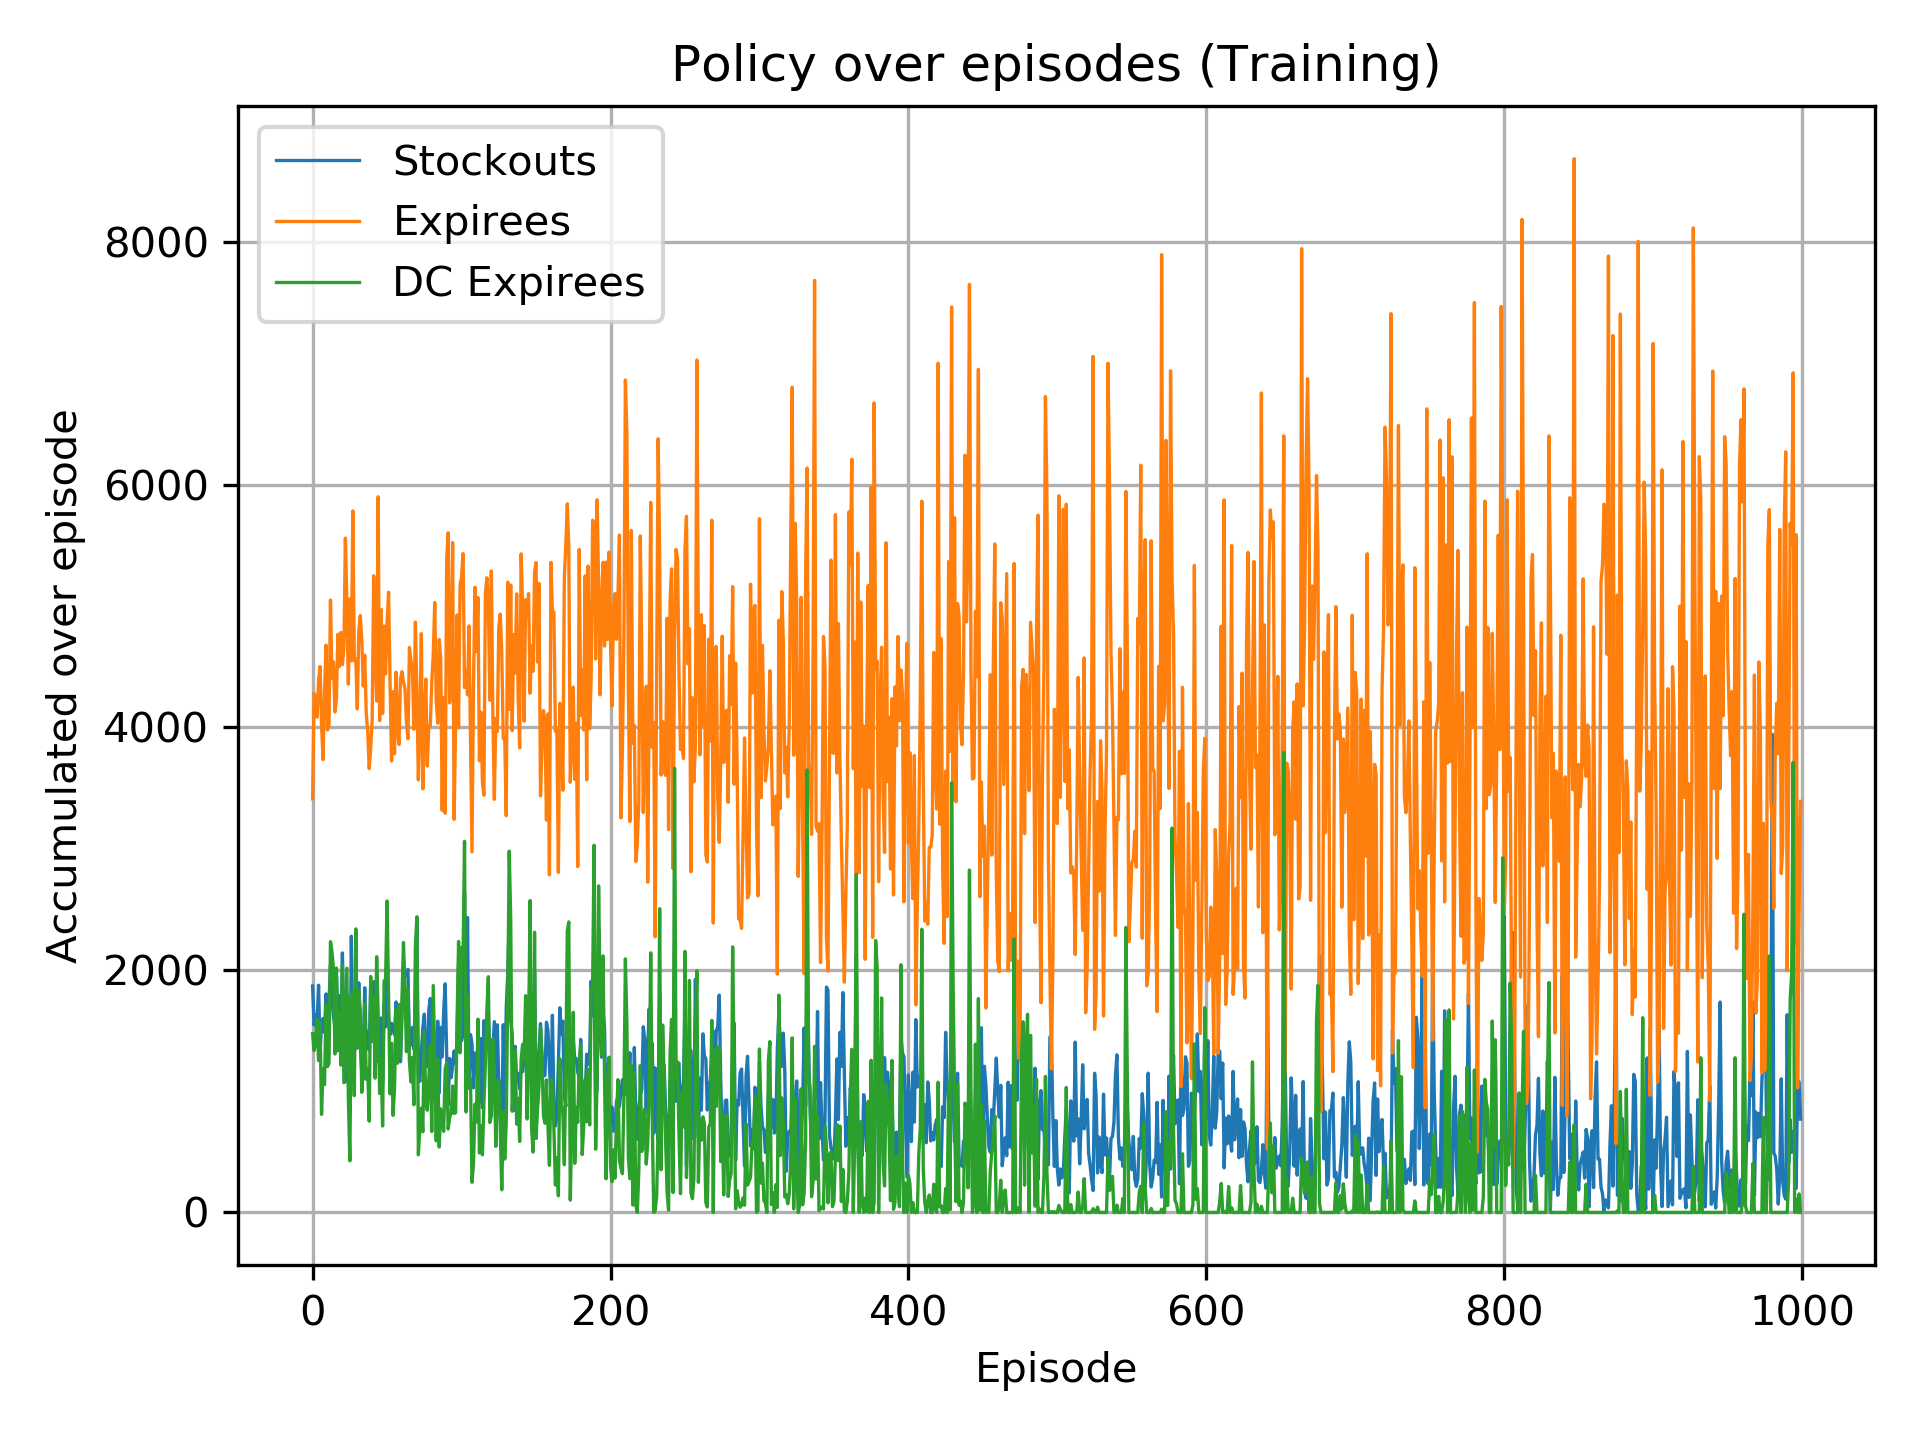 Policy over episodes (Training)
Stockouts
Expirees
DC Expirees
8000
6000
4000
2000
0
Accumulated over episode
0 200 400 600 800 1000
Episode